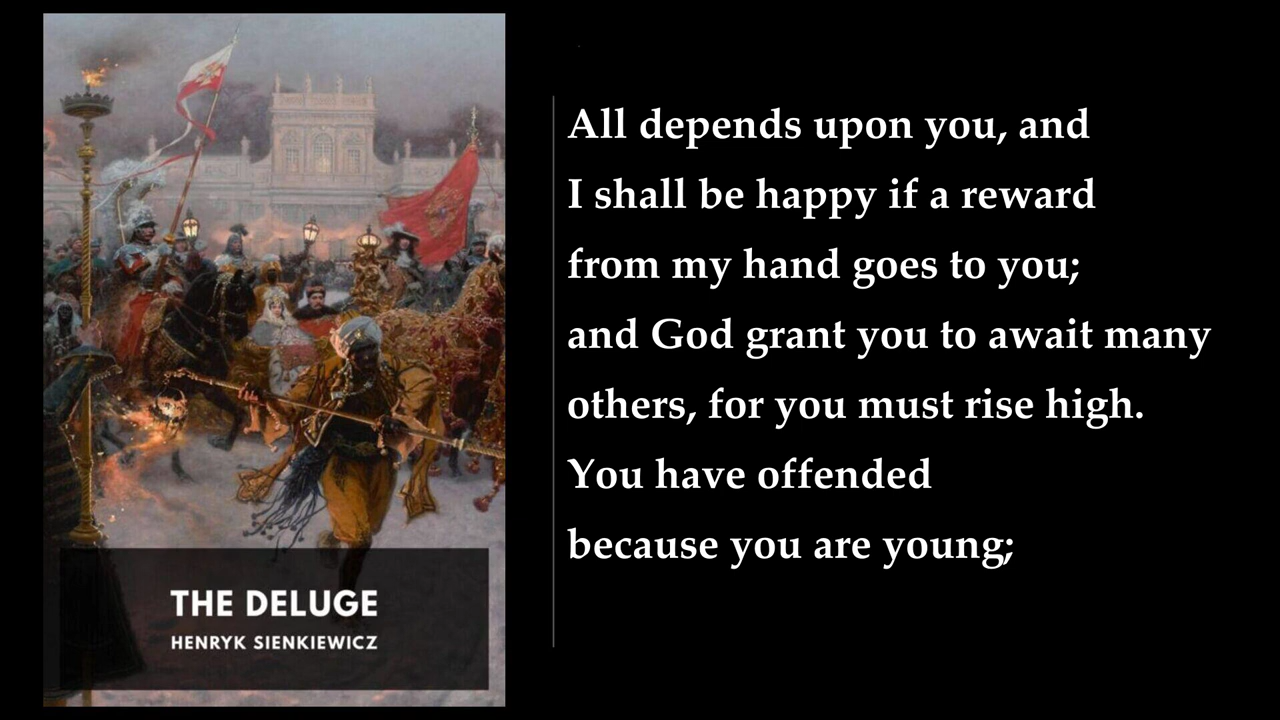 All depends upon you, and
I shall be happy if a reward
from my hand goes to you;
and God grant you to await many
others, for you must rise high.
You have offended
because you are young;
THE DELUGE
HENRYK SIENKIEWICZ